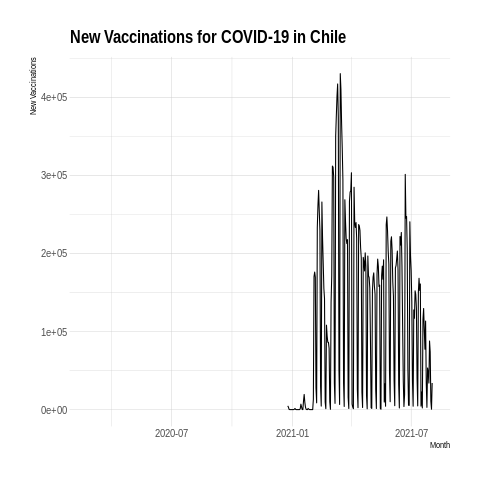 New Vaccinations for COVID-19 in Chile
New Vaccinations
4e+05
3e+05
2e+05
1e+05
0e+00
2020-07
2021-01
2021-07
Month